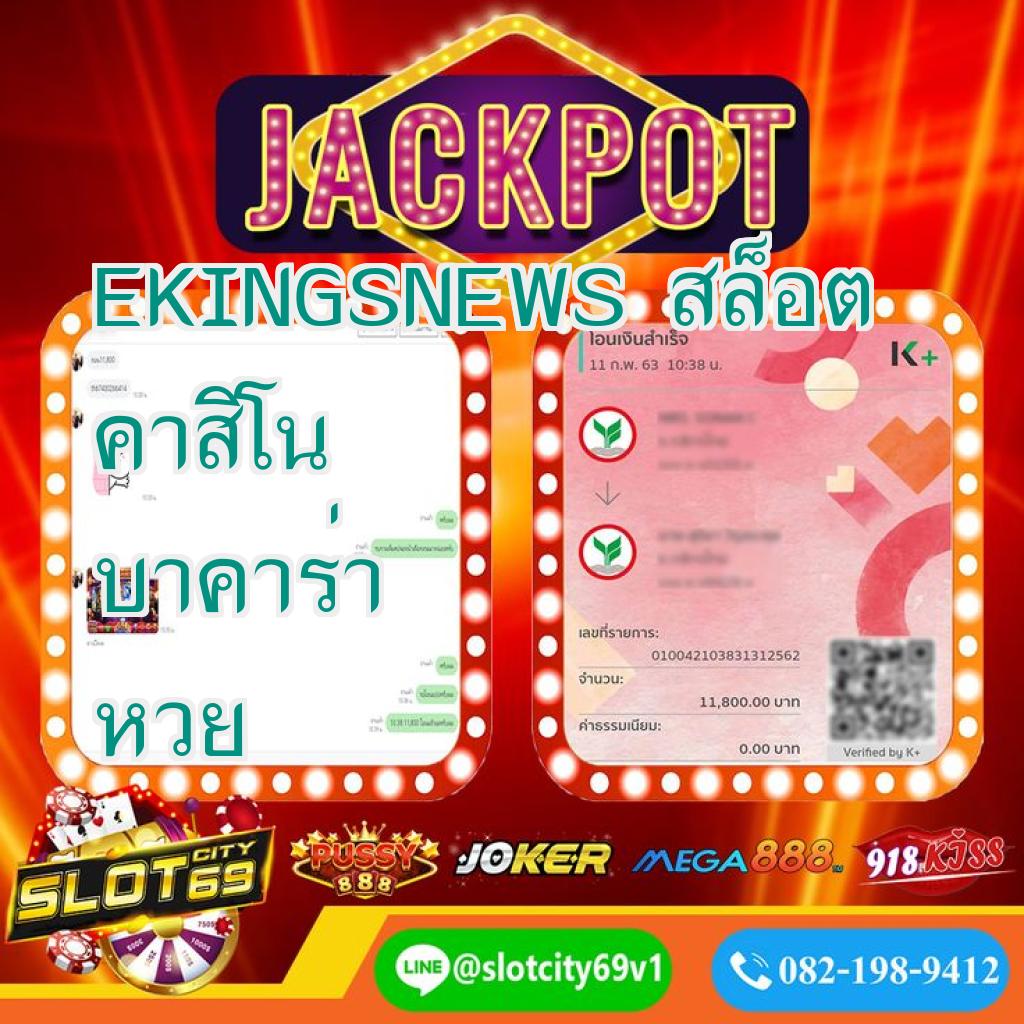 JACKPOT
EKINGSNEWS สล็อต
คาสิโน
บาคาร่า
หวย
โอนเงินสำเร็จ
11 ก.พ. 63 10:38 น.
K+
เลขที่รายการ:
010042103831312562
จำนวน:
11,800.00 บาท
ค่าธรรมเนียม:
0.00 บาท
Verified by K+
SLOT CITY 69
PUSSY 888
JOKER
MEGA888
918KISS
LINE @slotcity69v1
082-198-9412